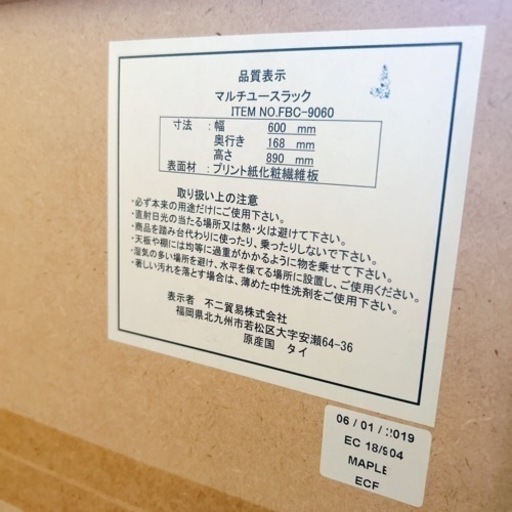 品質表示
マルチユースラック
ITEM NO.FBC-9060
寸法 : 幅 600 mm
奥行き 168 mm
高さ 890 mm
表面材 : プリント紙化粧繊維板
取り扱い上の注意
・必ず本来の用途だけにご使用下さい。
・直射日光の当たる場所又は熱・火は避けて下さい。
・商品を踏み台代わりに使ったり、乗ったりしないで下さい。
・天板や棚には均等に過重がかかるように物を乗せて下さい。
・湿気の多い場所を避け、水平を保てる場所に設置し、ご使用ください。
・著しい汚れを落とす場合は、薄めた中性洗剤をご使用下さい。
表示者 不二貿易株式会社
福岡県北九州市若松区大字安瀬64-36
原産国 タイ
06 / 01 / 2019
EC 18/904
MAPLE
ECF